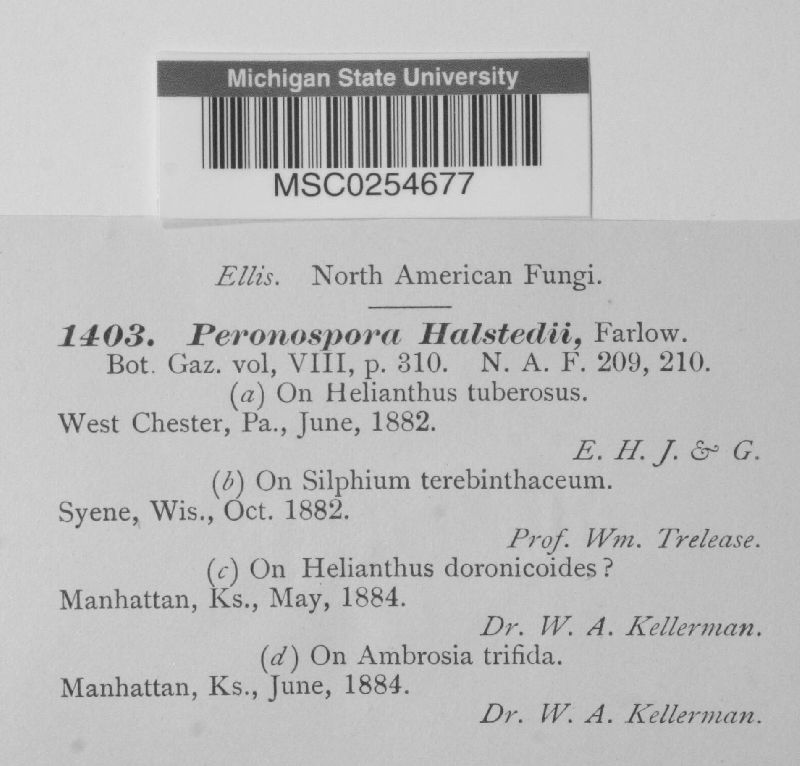 Michigan State University
MSC0254677
Ellis. North American Fungi.
1403. Peronospora Halstedii, Farlow.
Bot. Gaz. vol, VIII, p. 310. N. A. F. 209, 210.
(a) On Helianthus tuberosus.
West Chester, Pa., June, 1882.
E. H. J. & G.
(b) On Silphium terebinthaceum.
Syene, Wis., Oct. 1882.
Prof. Wm. Trelease.
(c) On Helianthus doronicoides?
Manhattan, Ks., May, 1884.
Dr. W. A. Kellerman.
(d) On Ambrosia trifida.
Manhattan, Ks., June, 1884.
Dr. W. A. Kellerman.